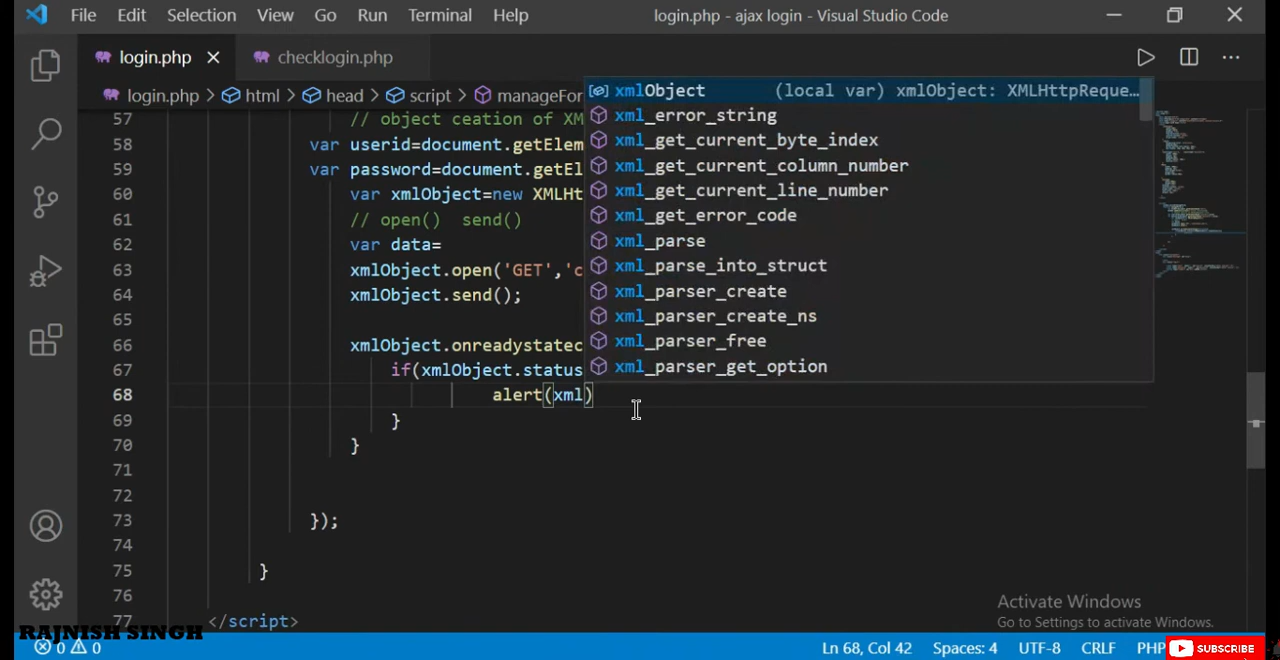 File Edit Selection View Go Run Terminal Help login.php - ajax login - Visual Studio Code
login.php checklogin.php
login.php > html > head > script > manageFor
57 // object ceation of XM
58 var userid=document.getElem
59 var password=document.getEl
60 var xmlObject=new XMLHt
61 // open() send()
62 var data=
63 xmlObject.open('GET','c
64 xmlObject.send();
65
66 xmlObject.onreadystatec
67 if(xmlObject.status
68 alert(xml)
69 }
70 }
71
72
73 });
74
75 }
76
77 </script>
xmlObject (local var) xmlObject: XMLHttpReque…
xml_error_string
xml_get_current_byte_index
xml_get_current_column_number
xml_get_current_line_number
xml_get_error_code
xml_parse
xml_parse_into_struct
xml_parser_create
xml_parser_create_ns
xml_parser_free
xml_parser_get_option
Activate Windows
Go to Settings to activate Windows.
RAJNISH SINGH
0 0 Ln 68, Col 42 Spaces: 4 UTF-8 CRLF PHP SUBSCRIBE